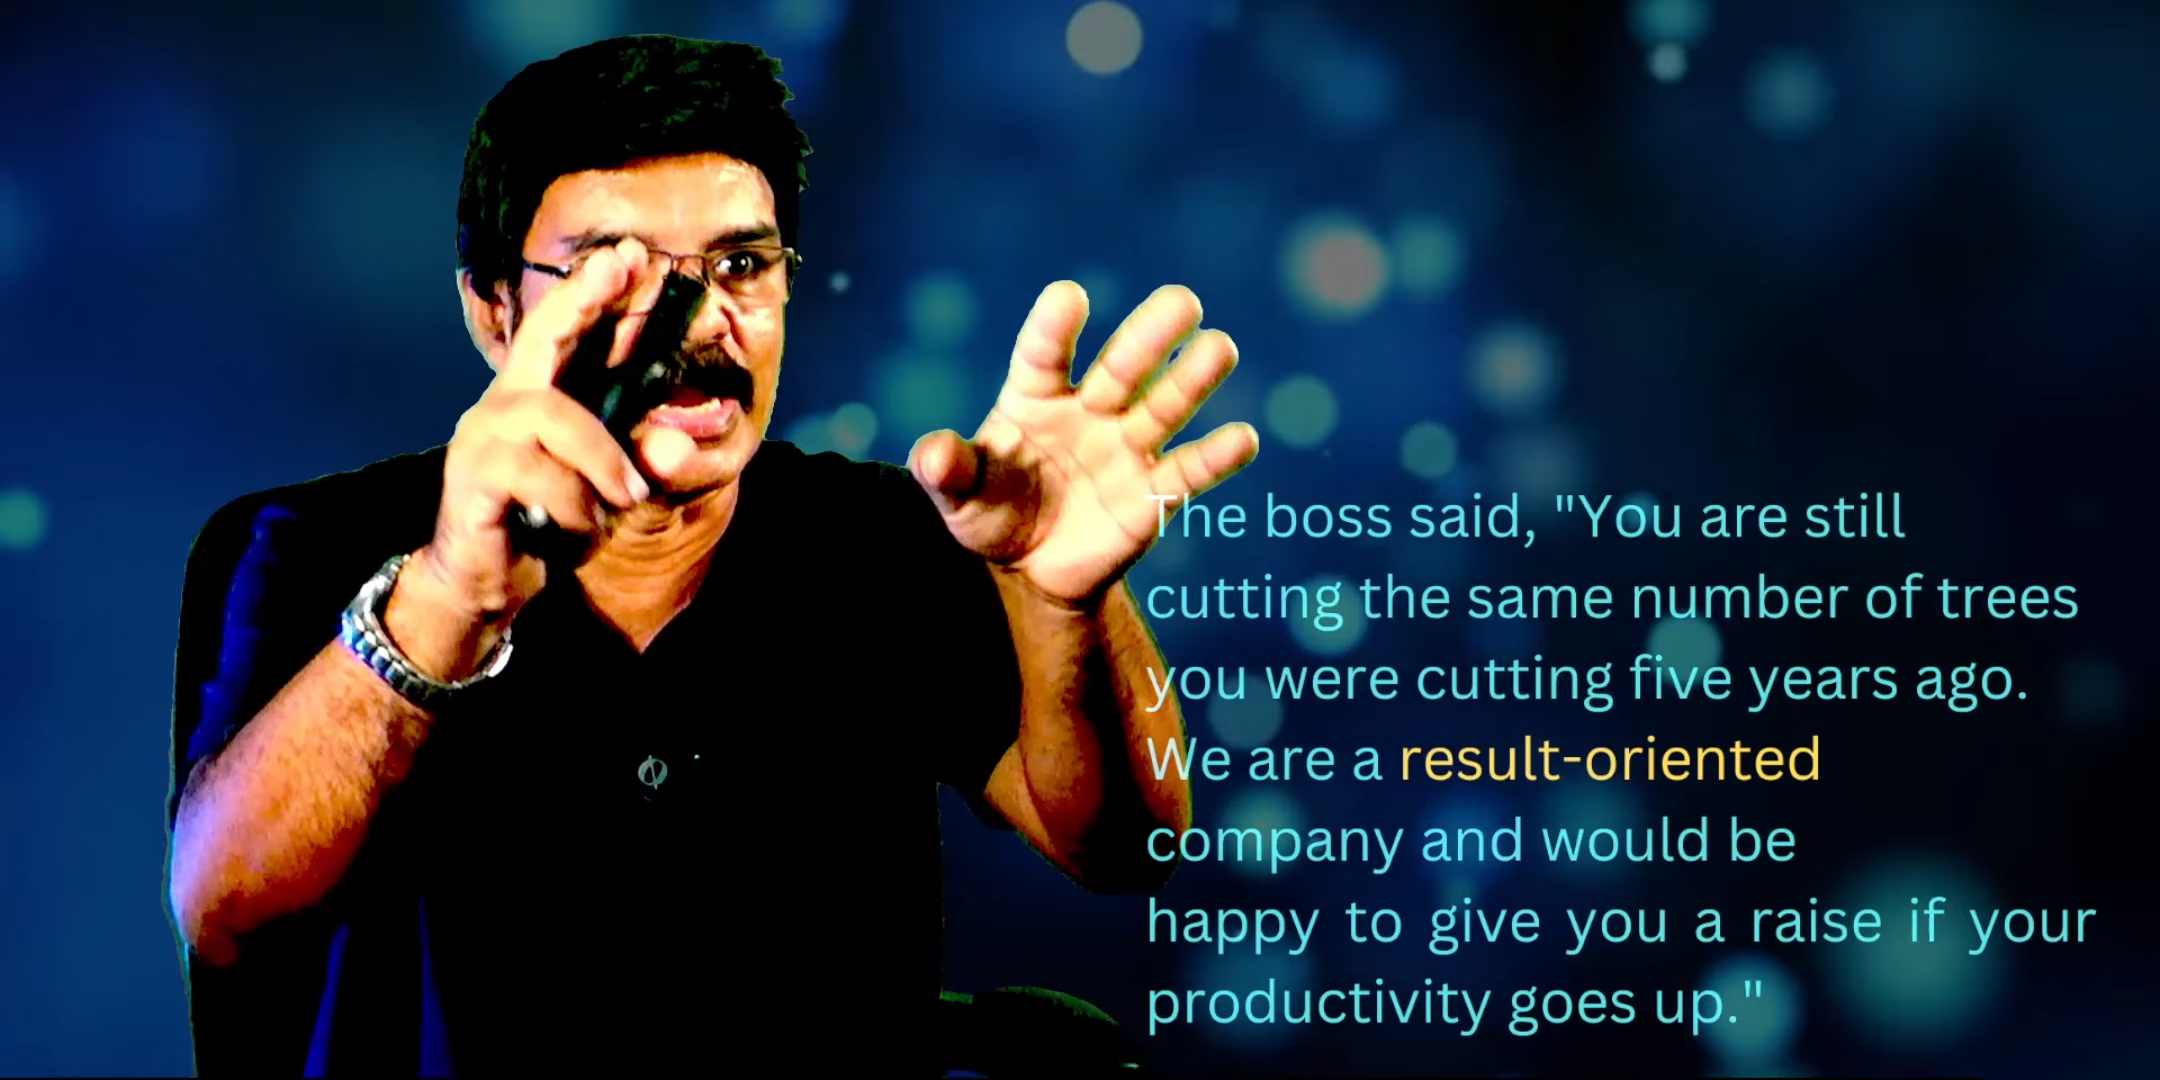 The boss said, "You are still
cutting the same number of trees
you were cutting five years ago.
We are a result-oriented
company and would be
happy to give you a raise if your
productivity goes up."